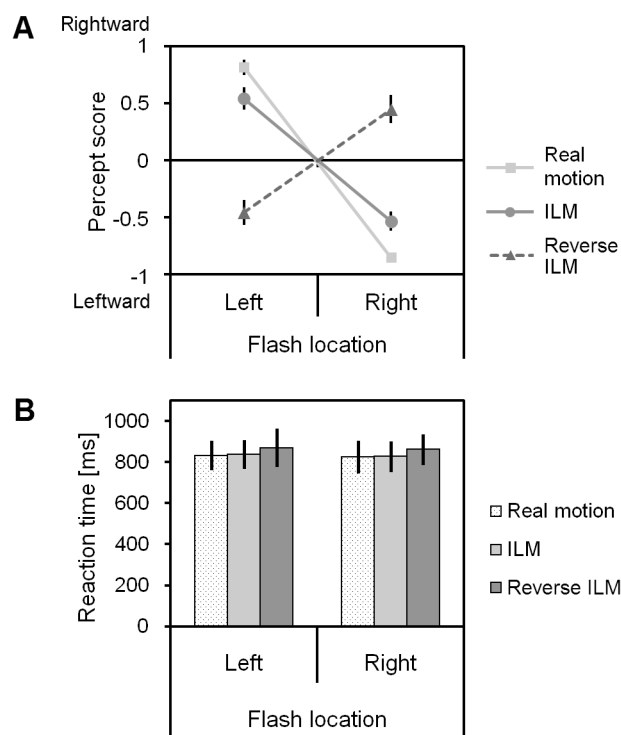 A
Rightward
1
0.5
0
-0.5
-1
Percept score
Leftward
Left
Right
Flash location
Real
motion
ILM
Reverse
ILM
B
1000
800
600
400
200
0
Reaction time [ms]
Left
Right
Flash location
Real motion
ILM
Reverse ILM